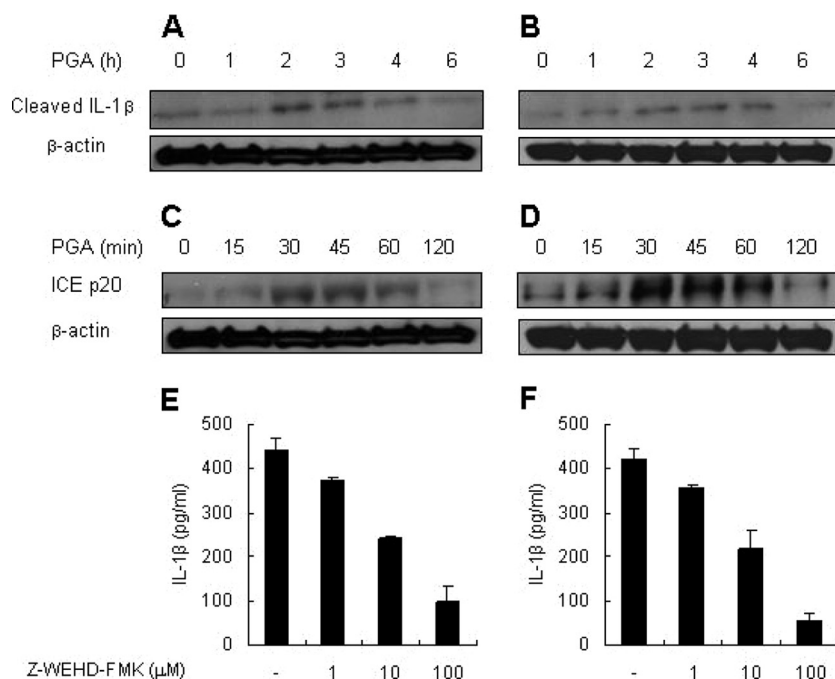 A
B
PGA (h) 0 1 2 3 4 6 0 1 2 3 4 6
Cleaved IL-1β
β-actin
C
D
PGA (min) 0 15 30 45 60 120 0 15 30 45 60 120
ICE p20
β-actin
E
F
500 500
400 400
300 300
200 200
100 100
0 0
IL-1β (pg/ml) IL-1β (pg/ml)
Z-WEHD-FMK (μM) - 1 10 100 - 1 10 100